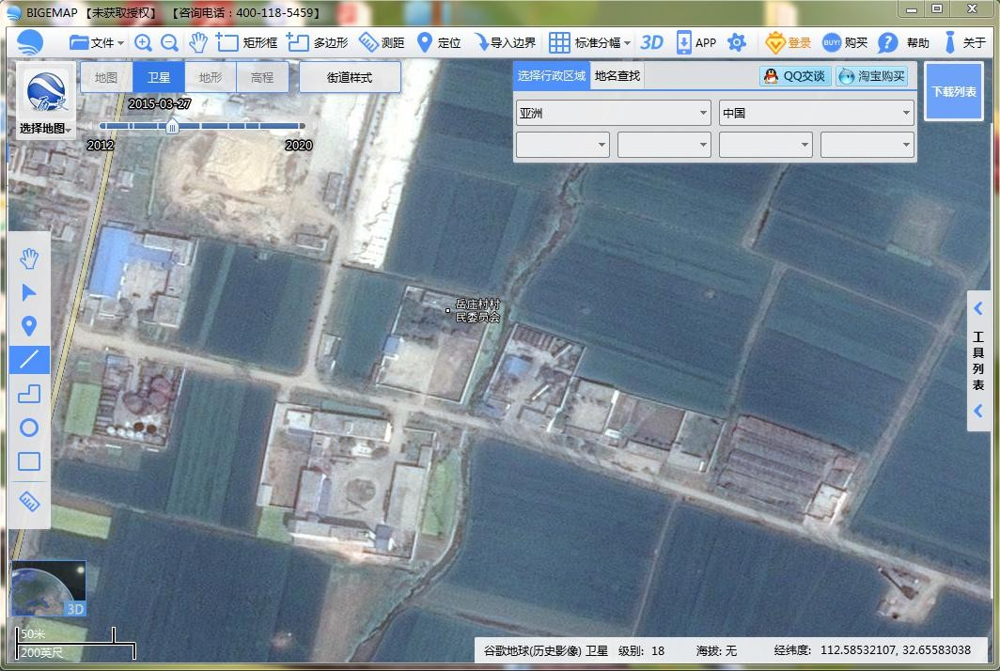 BIGEMAP 【未获取授权】 【咨询电话：400-118-5459】
文件 矩形框 多边形 测距 定位 导入边界 标准分幅 3D APP 登录 BUY! 购买 帮助 关于
历史
选择地图
地图 卫星 地形 高程 街道样式
2015-03-27
2012 2020
选择行政区域 地名查找 QQ交谈 淘宝购买
亚洲 中国
下载列表
岳庄村村
民委员会
工具列表
3D
50米
200英尺
谷歌地球(历史影像) 卫星 级别: 18 海拔: 无 经纬度: 112.58532107, 32.65583038